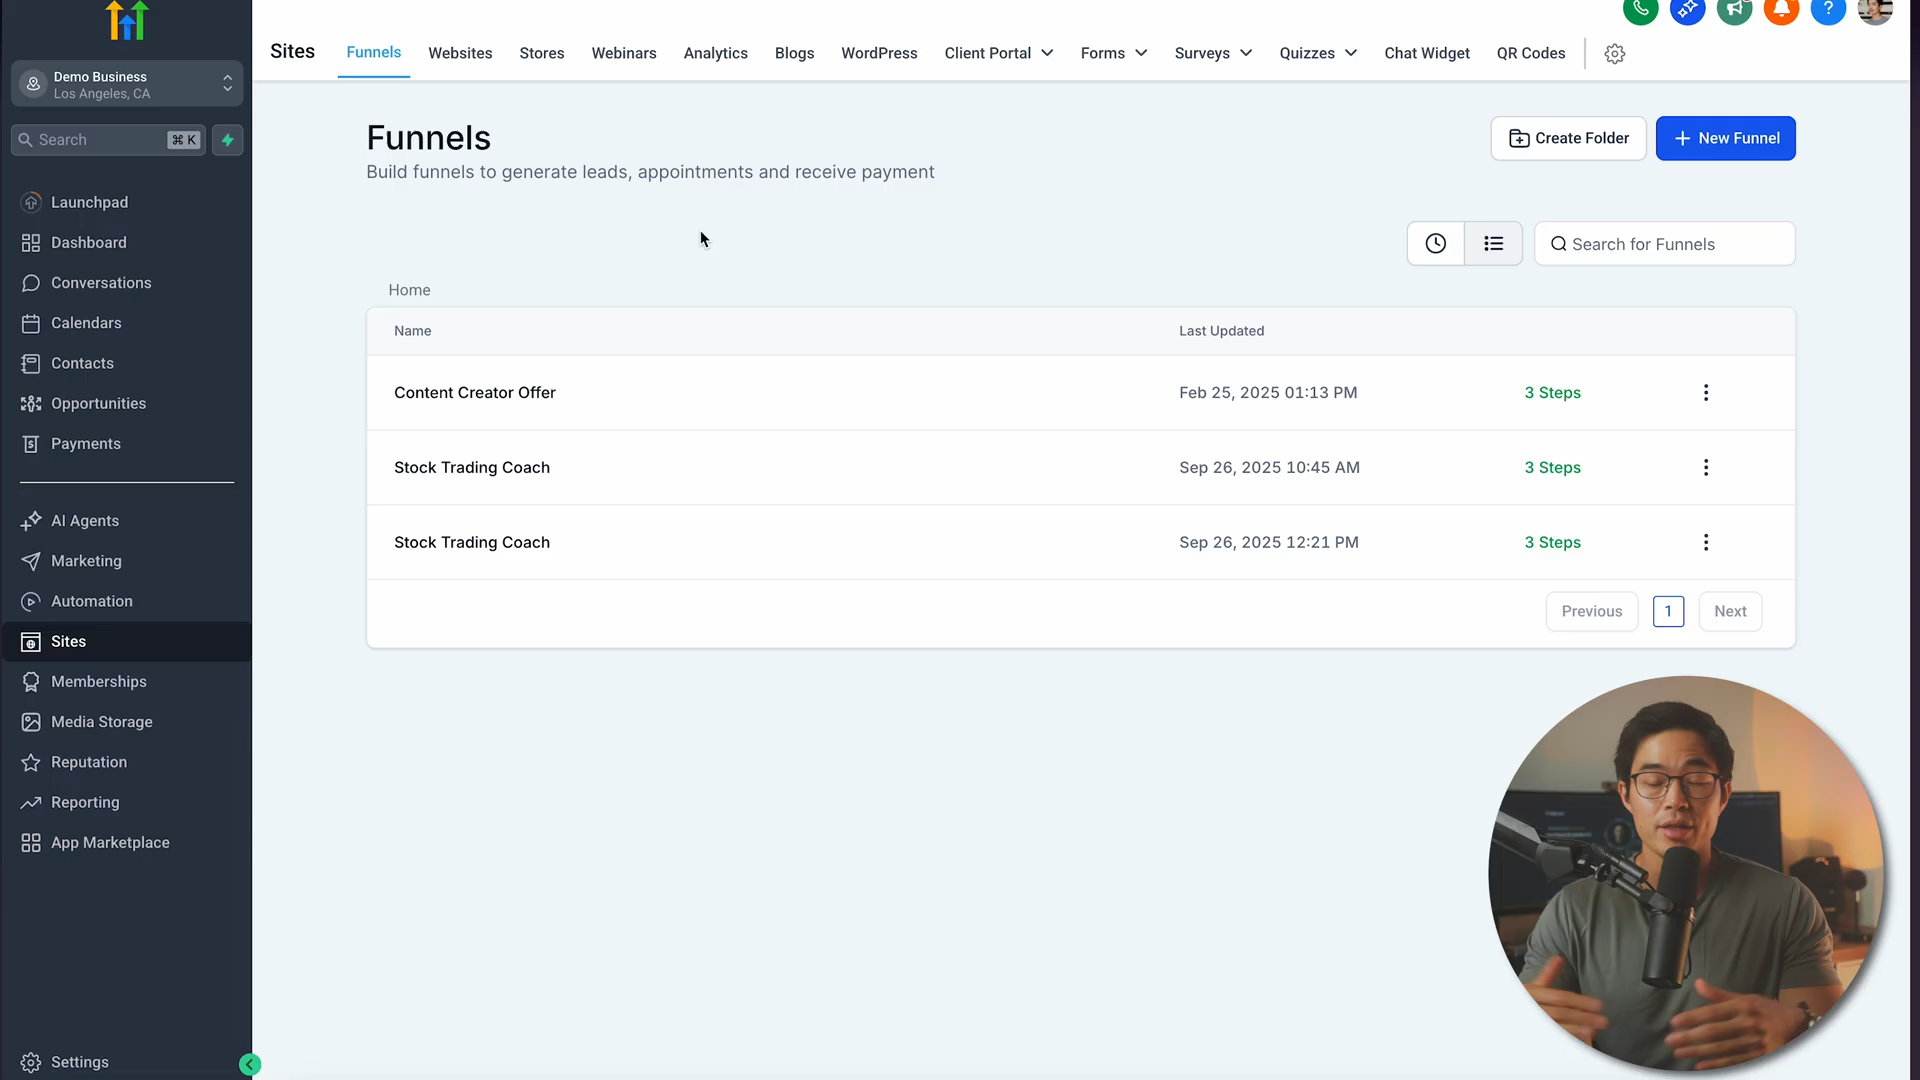 Demo Business
Los Angeles, CA
Search
⌘ K
Launchpad
Dashboard
Conversations
Calendars
Contacts
Opportunities
Payments
AI Agents
Marketing
Automation
Sites
Memberships
Media Storage
Reputation
Reporting
App Marketplace
Settings
Sites Funnels Websites Stores Webinars Analytics Blogs WordPress Client Portal Forms Surveys Quizzes Chat Widget QR Codes
Funnels
Build funnels to generate leads, appointments and receive payment
Create Folder
+ New Funnel
Search for Funnels
Home
Name Last Updated
Content Creator Offer Feb 25, 2025 01:13 PM 3 Steps
Stock Trading Coach Sep 26, 2025 10:45 AM 3 Steps
Stock Trading Coach Sep 26, 2025 12:21 PM 3 Steps
Previous 1 Next